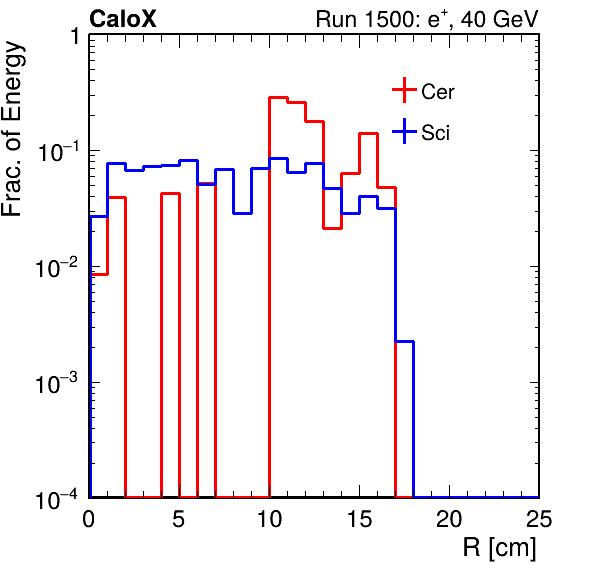 CaloX Run 1500: e⁺, 40 GeV
Frac. of Energy
1
10⁻¹
10⁻²
10⁻³
10⁻⁴
Cer
Sci
0 5 10 15 20 25
R [cm]